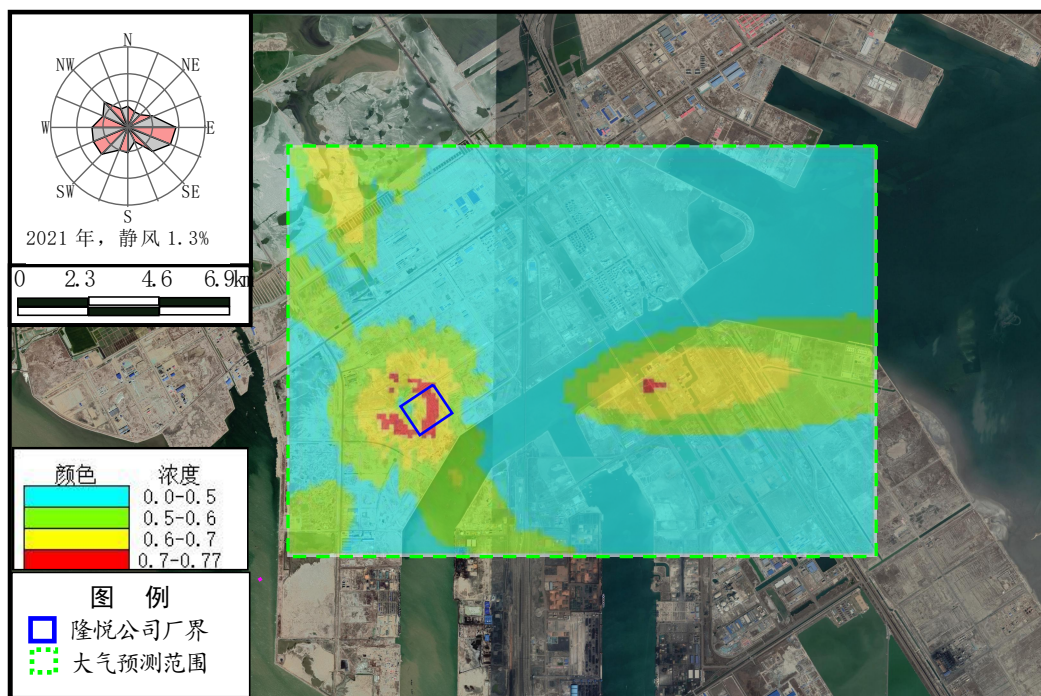 N
NW NE
W E
SW SE
S
2021 年，静风 1.3%
0 2.3 4.6 6.9km
颜色 浓度
0.0-0.5
0.5-0.6
0.6-0.7
0.7-0.77
图 例
隆悦公司厂界
大气预测范围